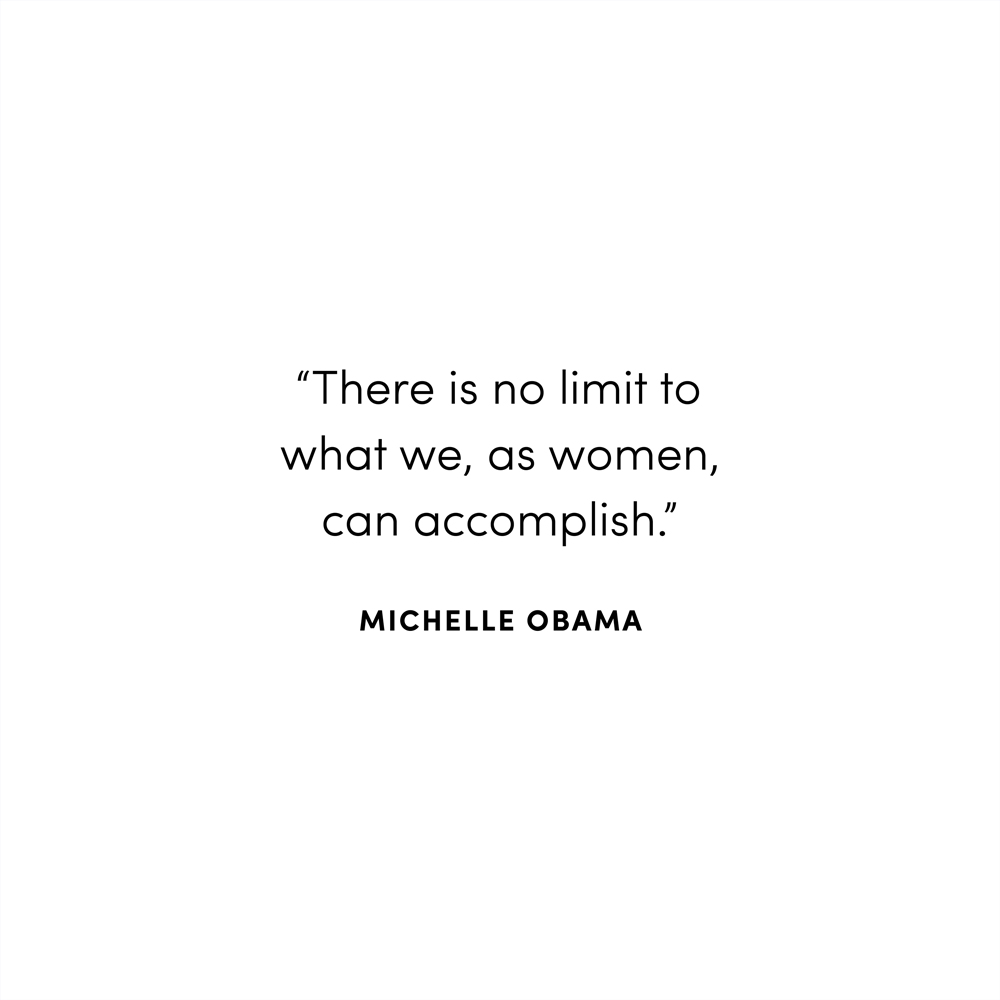 “There is no limit to
what we, as women,
can accomplish.”
MICHELLE OBAMA